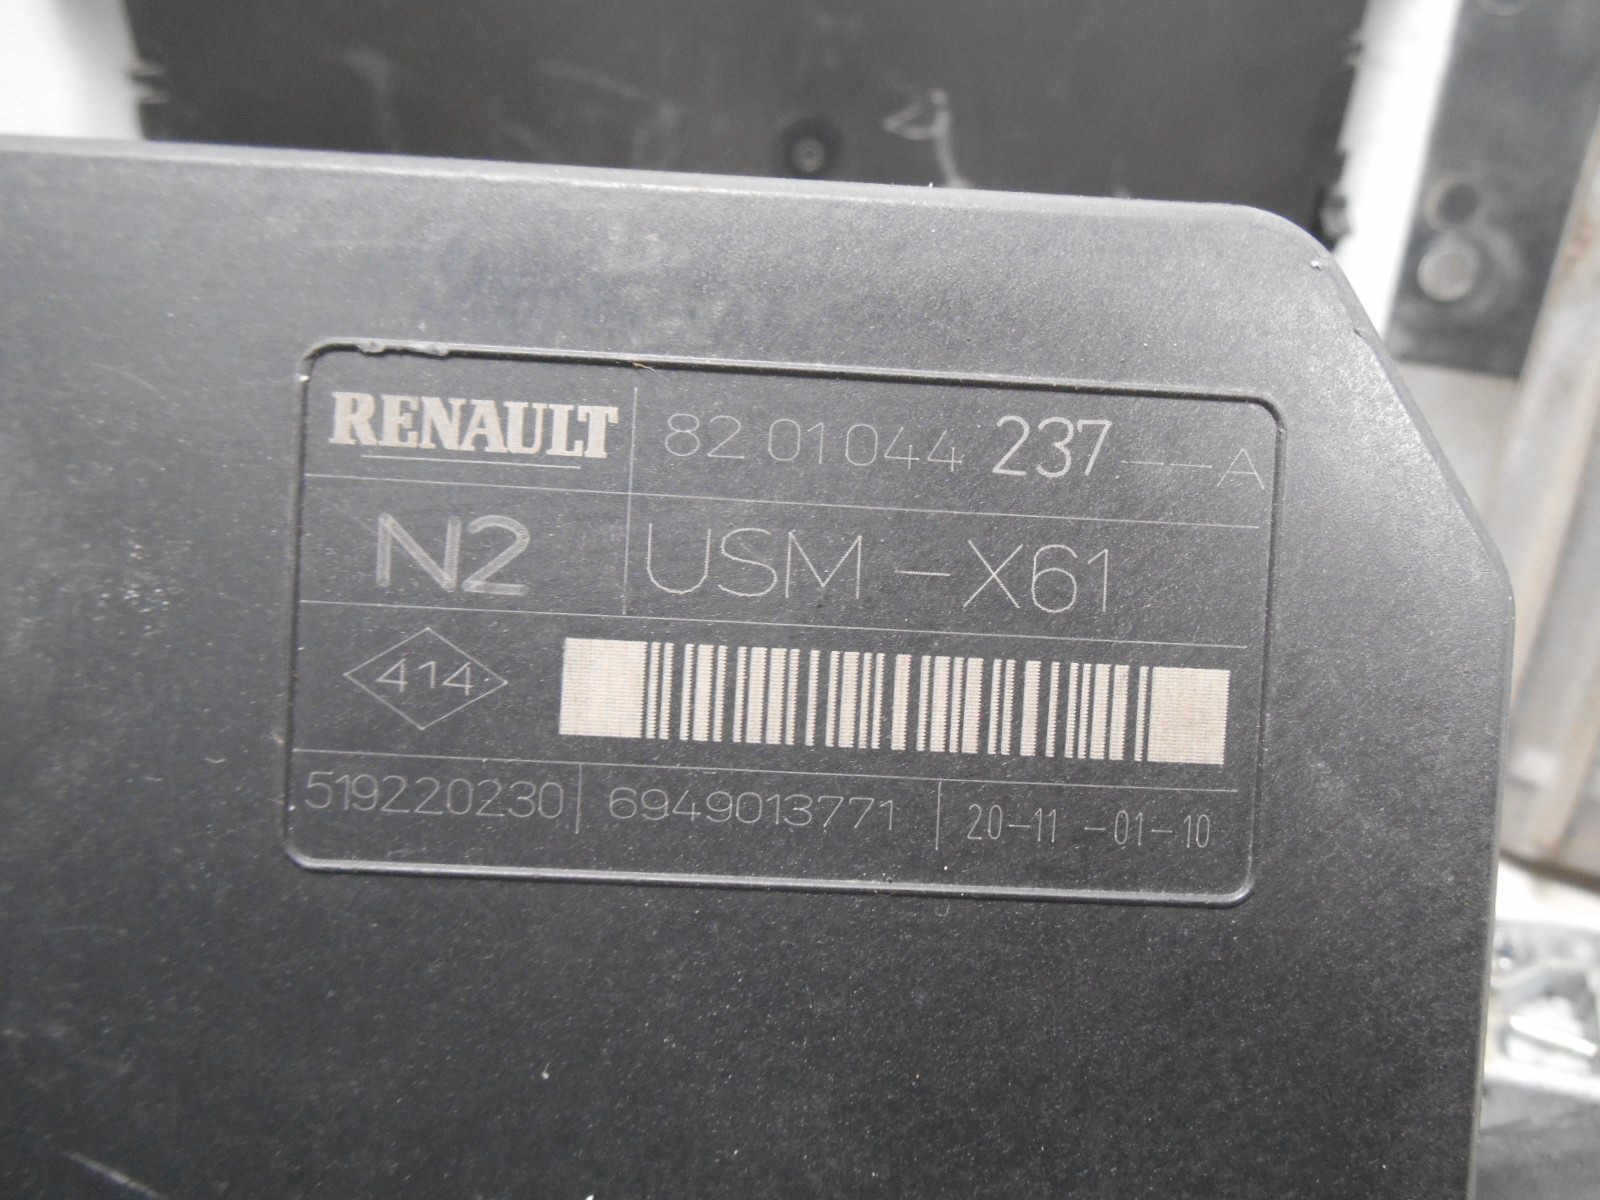 RENAULT 82 01 044 237 -- A
N2 USM - X61
414
519220230 6949013771 20-11 -01-10